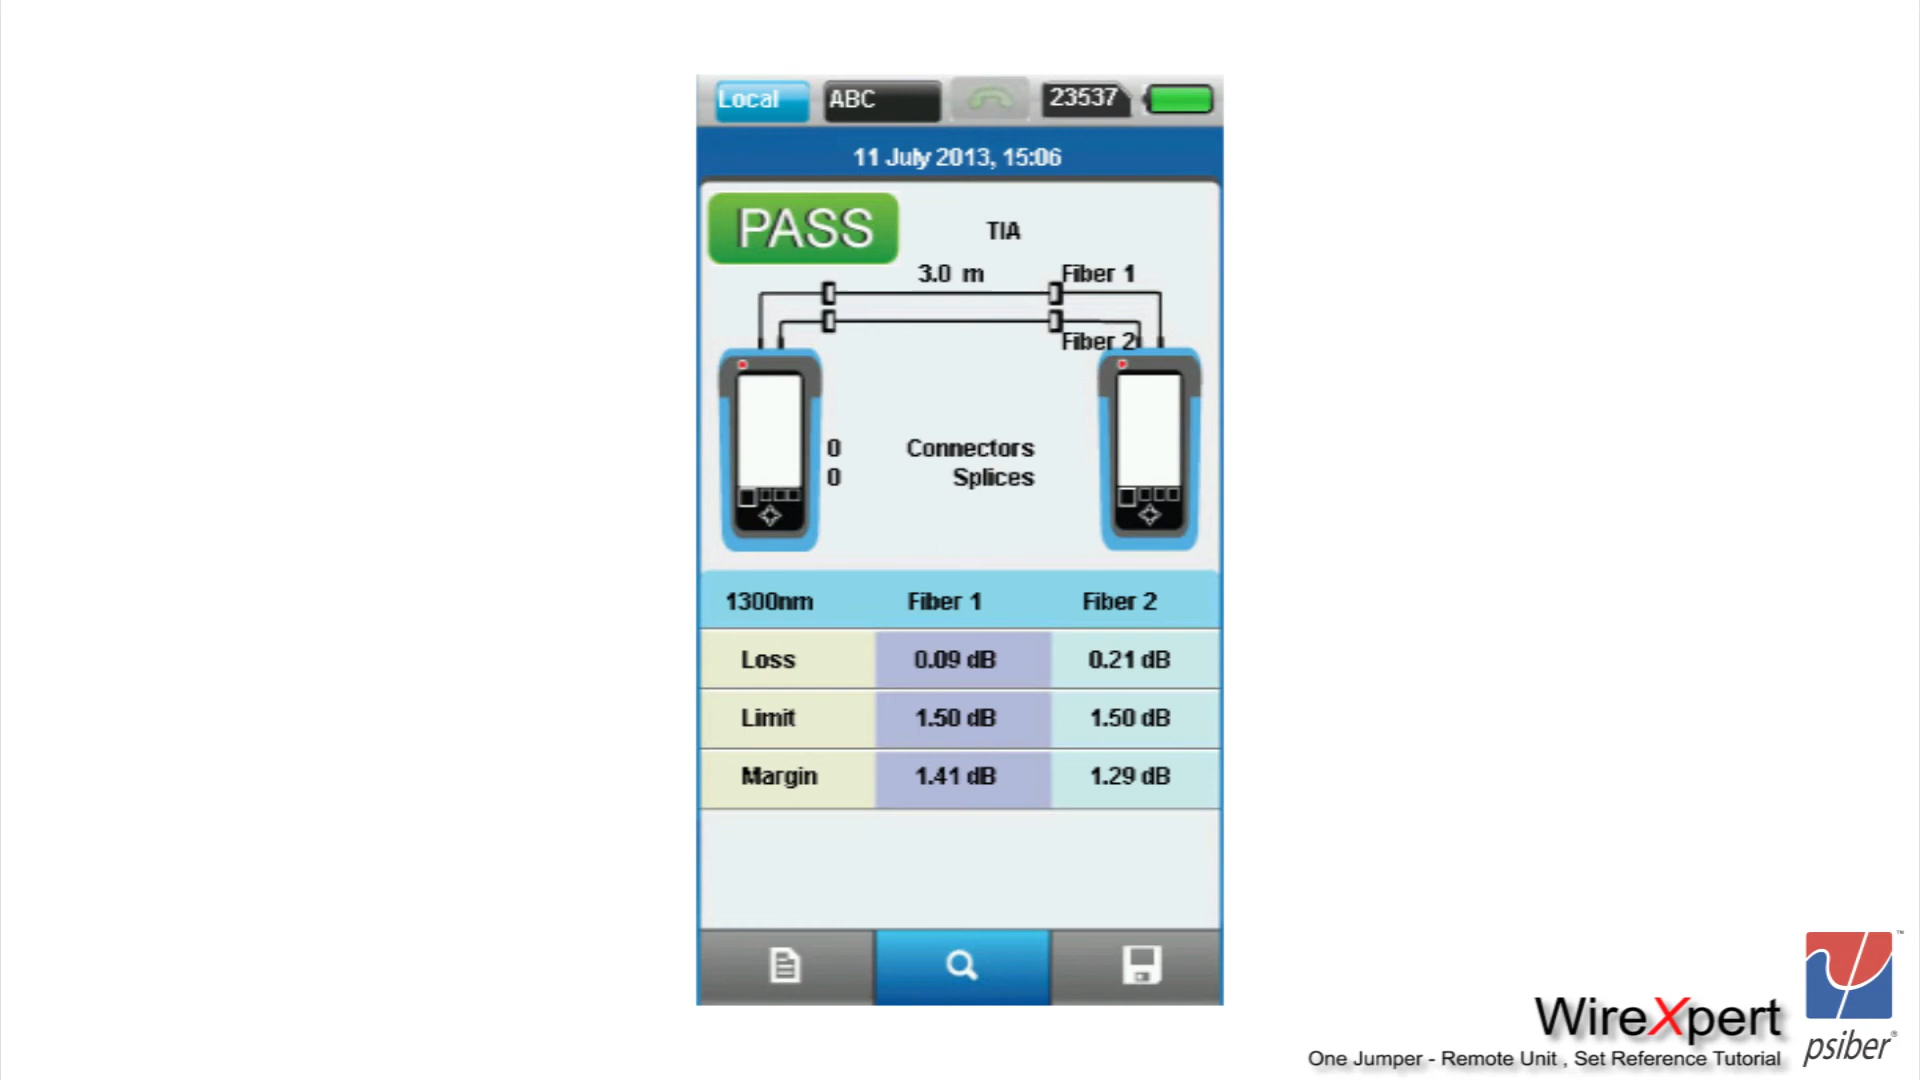 Local ABC 23537
11 July 2013, 15:06
PASS TIA
3.0 m Fiber 1
Fiber 2
0 Connectors
0 Splices
1300nm Fiber 1 Fiber 2
Loss 0.09 dB 0.21 dB
Limit 1.50 dB 1.50 dB
Margin 1.41 dB 1.29 dB
WireXpert
One Jumper - Remote Unit , Set Reference Tutorial
psiber®
™